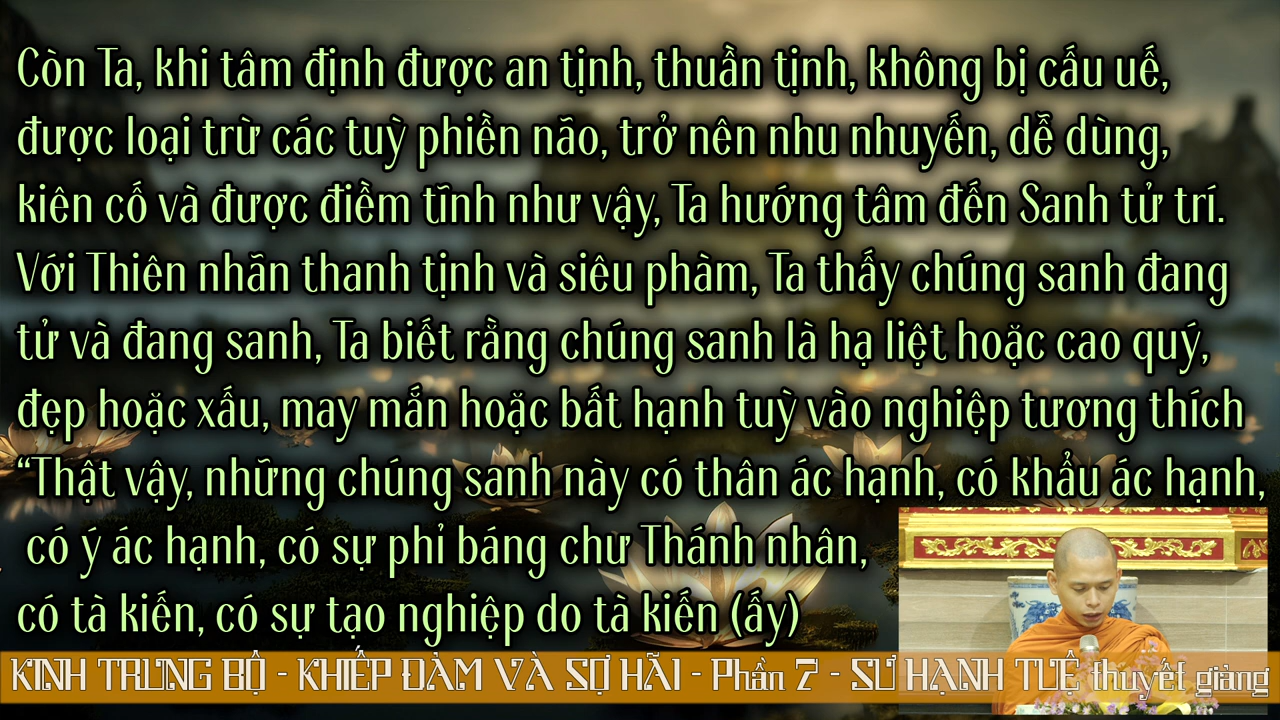 Còn Ta, khi tâm định được an tịnh, thuần tịnh, không bị cấu uế,
được loại trừ các tuỳ phiền não, trở nên nhu nhuyến, dễ dùng,
kiên cố và được điềm tĩnh như vậy, Ta hướng tâm đến Sanh tử trí.
Với Thiên nhãn thanh tịnh và siêu phàm, Ta thấy chúng sanh đang
tử và đang sanh, Ta biết rằng chúng sanh là hạ liệt hoặc cao quý,
đẹp hoặc xấu, may mắn hoặc bất hạnh tuỳ vào nghiệp tương thích
“Thật vậy, những chúng sanh này có thân ác hạnh, có khẩu ác hạnh,
có ý ác hạnh, có sự phỉ báng chư Thánh nhân,
có tà kiến, có sự tạo nghiệp do tà kiến (ấy)
KINH TRUNG BỘ - KHIẾP ĐẢM VÀ SỢ HÃI - Phần 7 - SƯ HẠNH TUỆ thuyết giảng